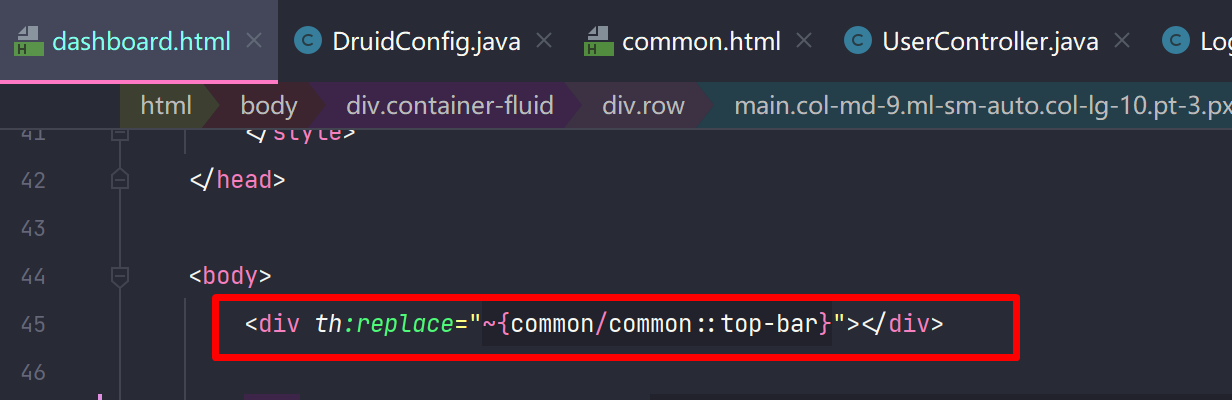 dashboard.html DruidConfig.java common.html UserController.java Log
html body div.container-fluid div.row main.col-md-9.ml-sm-auto.col-lg-10.pt-3.px
41 </style>
42 </head>
43
44 <body>
45 <div th:replace="~{common/common::top-bar}"></div>
46